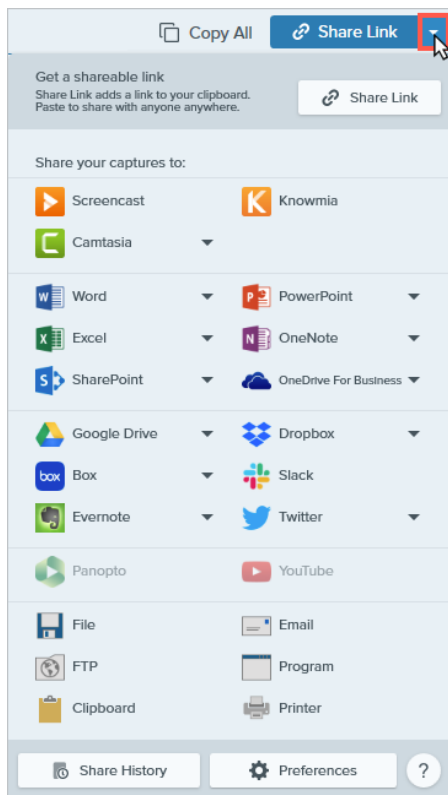 Copy All Share Link
Get a shareable link
Share Link adds a link to your clipboard.
Paste to share with anyone anywhere.
Share Link
Share your captures to:
Screencast Knowmia
Camtasia
Word PowerPoint
Excel OneNote
SharePoint OneDrive For Business
Google Drive Dropbox
box Box Slack
Evernote Twitter
Panopto YouTube
File Email
FTP Program
Clipboard Printer
Share History Preferences ?